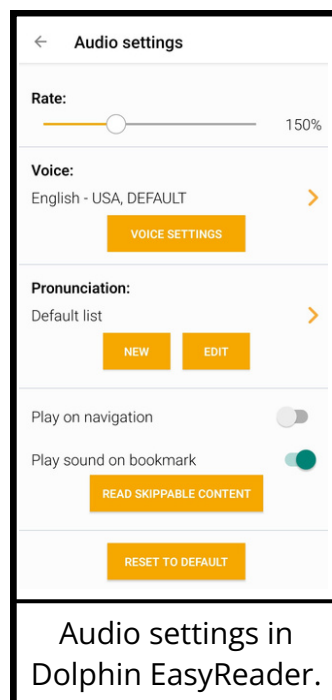 Audio settings
Rate:
150%
Voice:
English - USA, DEFAULT
VOICE SETTINGS
Pronunciation:
Default list
NEW EDIT
Play on navigation
Play sound on bookmark
READ SKIPPABLE CONTENT
RESET TO DEFAULT
Audio settings in
Dolphin EasyReader.